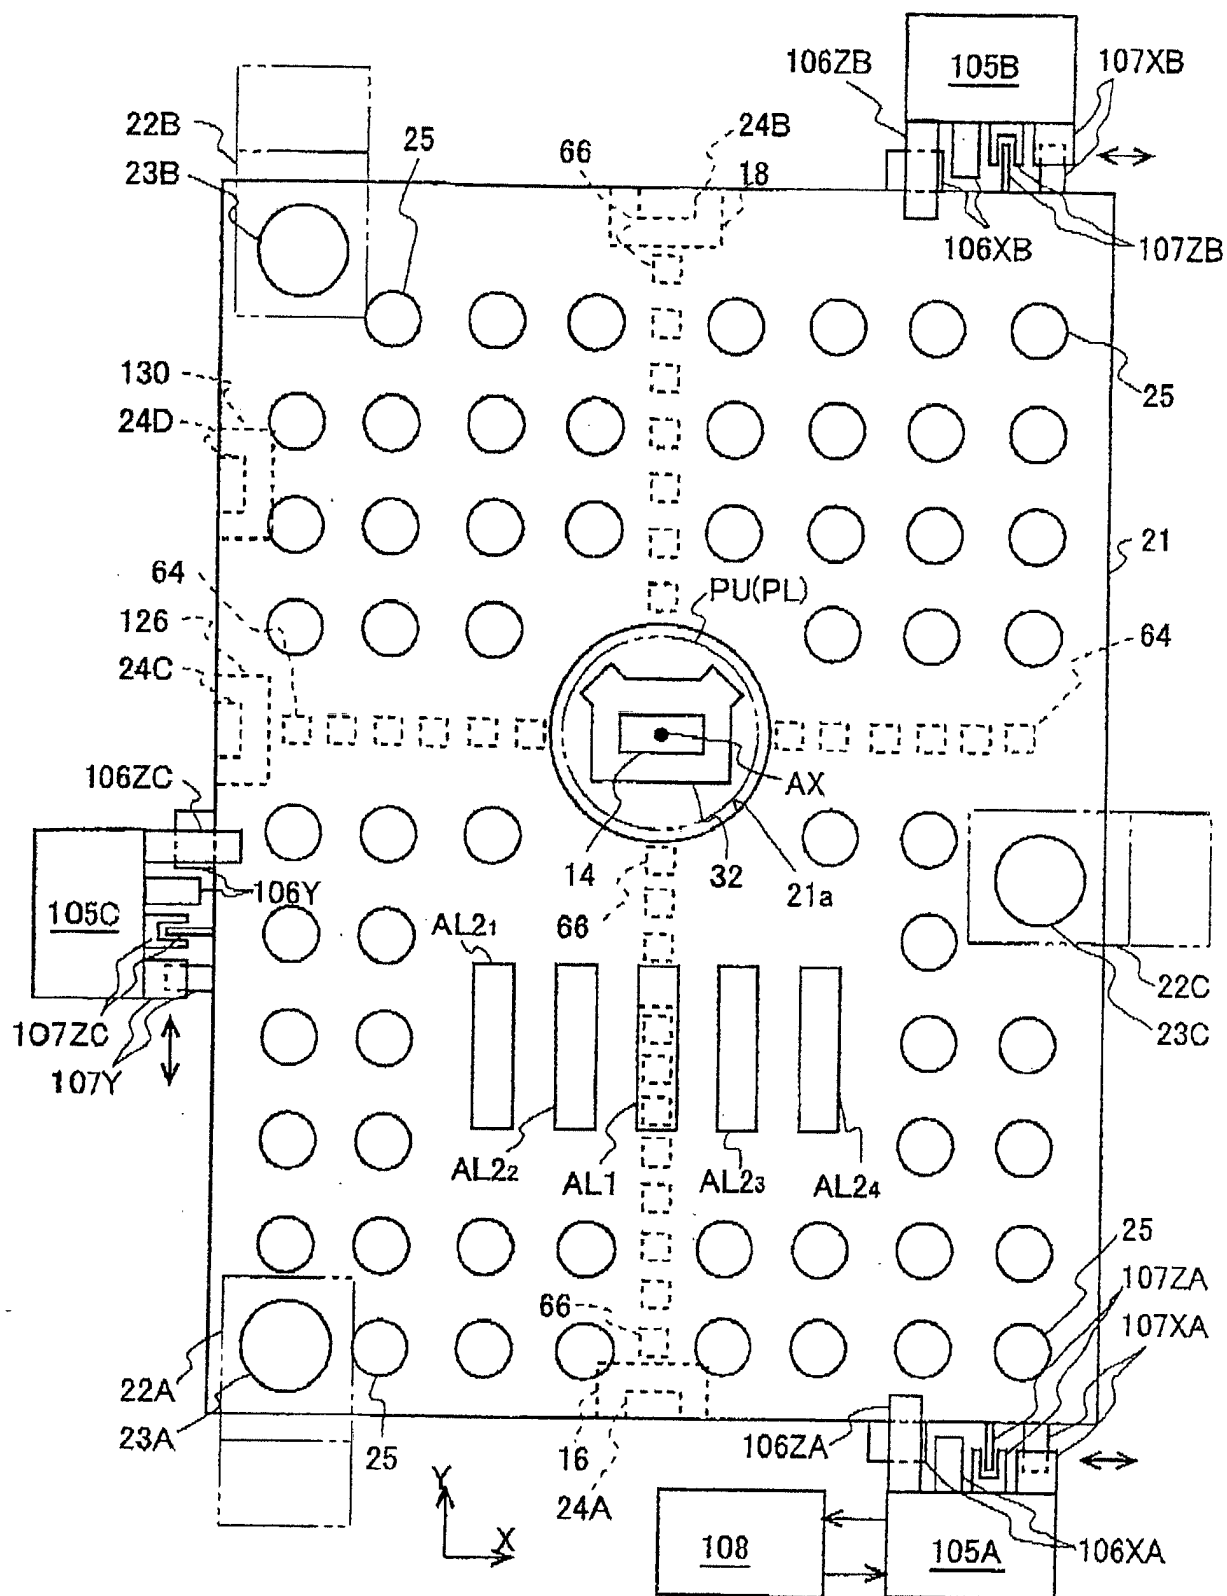 106ZB
105B
107XB
22B
24B
25
66
18
23B
106XB
107ZB
130
25
24D
21
64
PU(PL)
126
64
24C
106ZC
AX
14
32
21a
106Y
105C
66
AL21
22C
107ZC
23C
107Y
AL22
AL1
AL23
AL24
25
107ZA
66
107XA
22A
23A
25
16
106ZA
24A
Y
X
108
105A
106XA